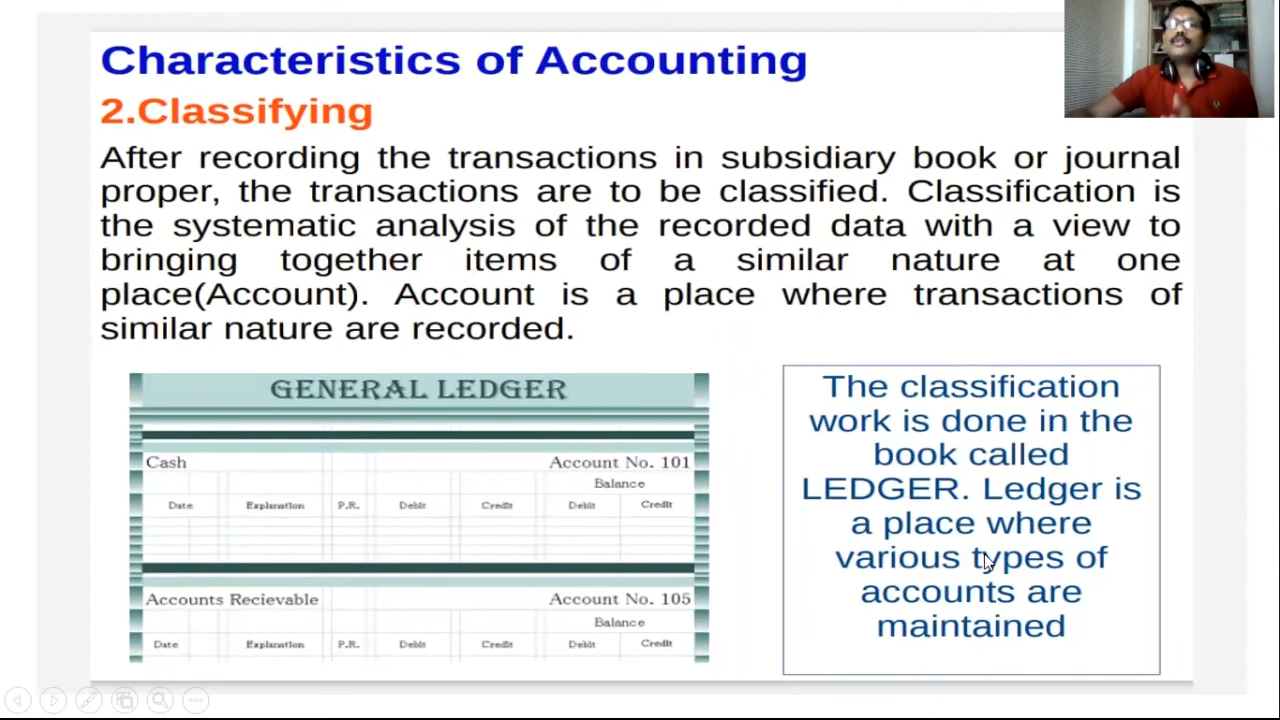 Characteristics of Accounting
2.Classifying
After recording the transactions in subsidiary book or journal
proper, the transactions are to be classified. Classification is
the systematic analysis of the recorded data with a view to
bringing together items of a similar nature at one
place(Account). Account is a place where transactions of
similar nature are recorded.
GENERAL LEDGER
Cash Account No. 101
Balance
Date Explanation P.R. Debit Credit Debit Credit
Accounts Recievable Account No. 105
Balance
Date Explanation P.R. Debit Credit Debit Credit
The classification
work is done in the
book called
LEDGER. Ledger is
a place where
various types of
accounts are
maintained